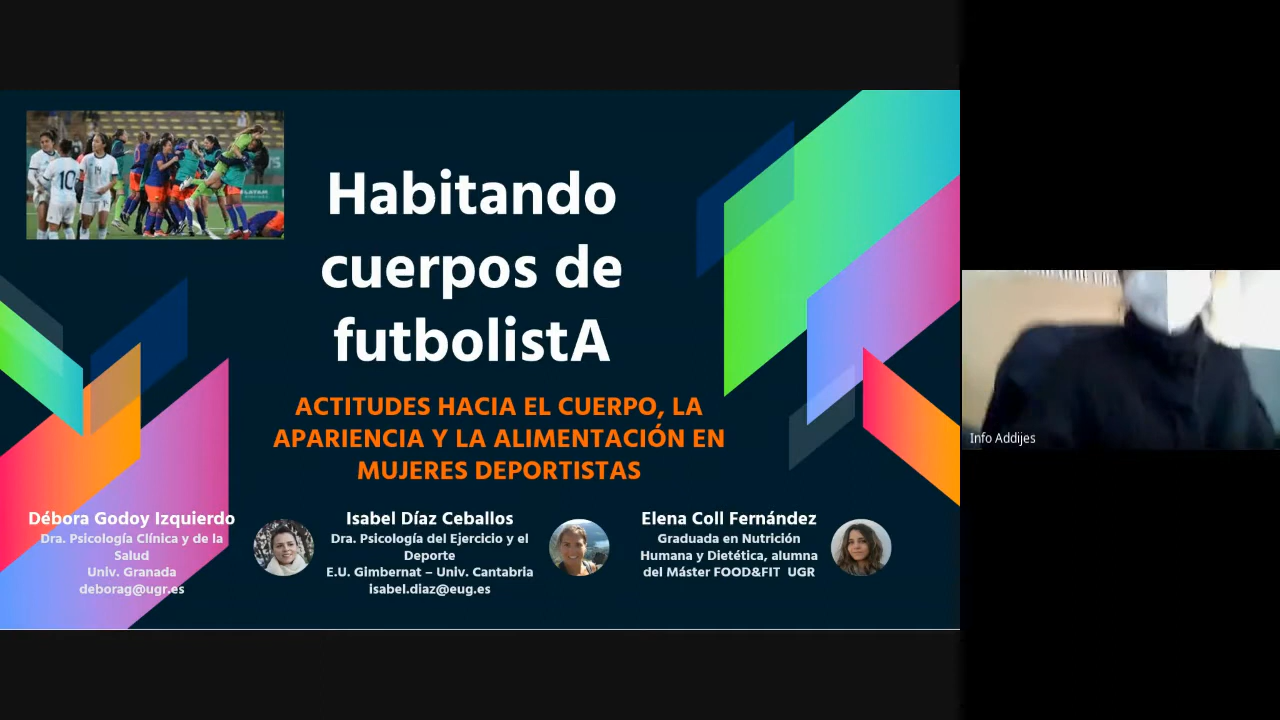 Habitando
cuerpos de
futbolistA
ACTITUDES HACIA EL CUERPO, LA
APARIENCIA Y LA ALIMENTACIÓN EN
MUJERES DEPORTISTAS
Débora Godoy Izquierdo
Dra. Psicología Clínica y de la
Salud
Univ. Granada
deborag@ugr.es
Isabel Díaz Ceballos
Dra. Psicología del Ejercicio y el
Deporte
E.U. Gimbernat – Univ. Cantabria
isabel.diaz@eug.es
Elena Coll Fernández
Graduada en Nutrición
Humana y Dietética, alumna
del Máster FOOD&FIT UGR
Info Addijes
10
14